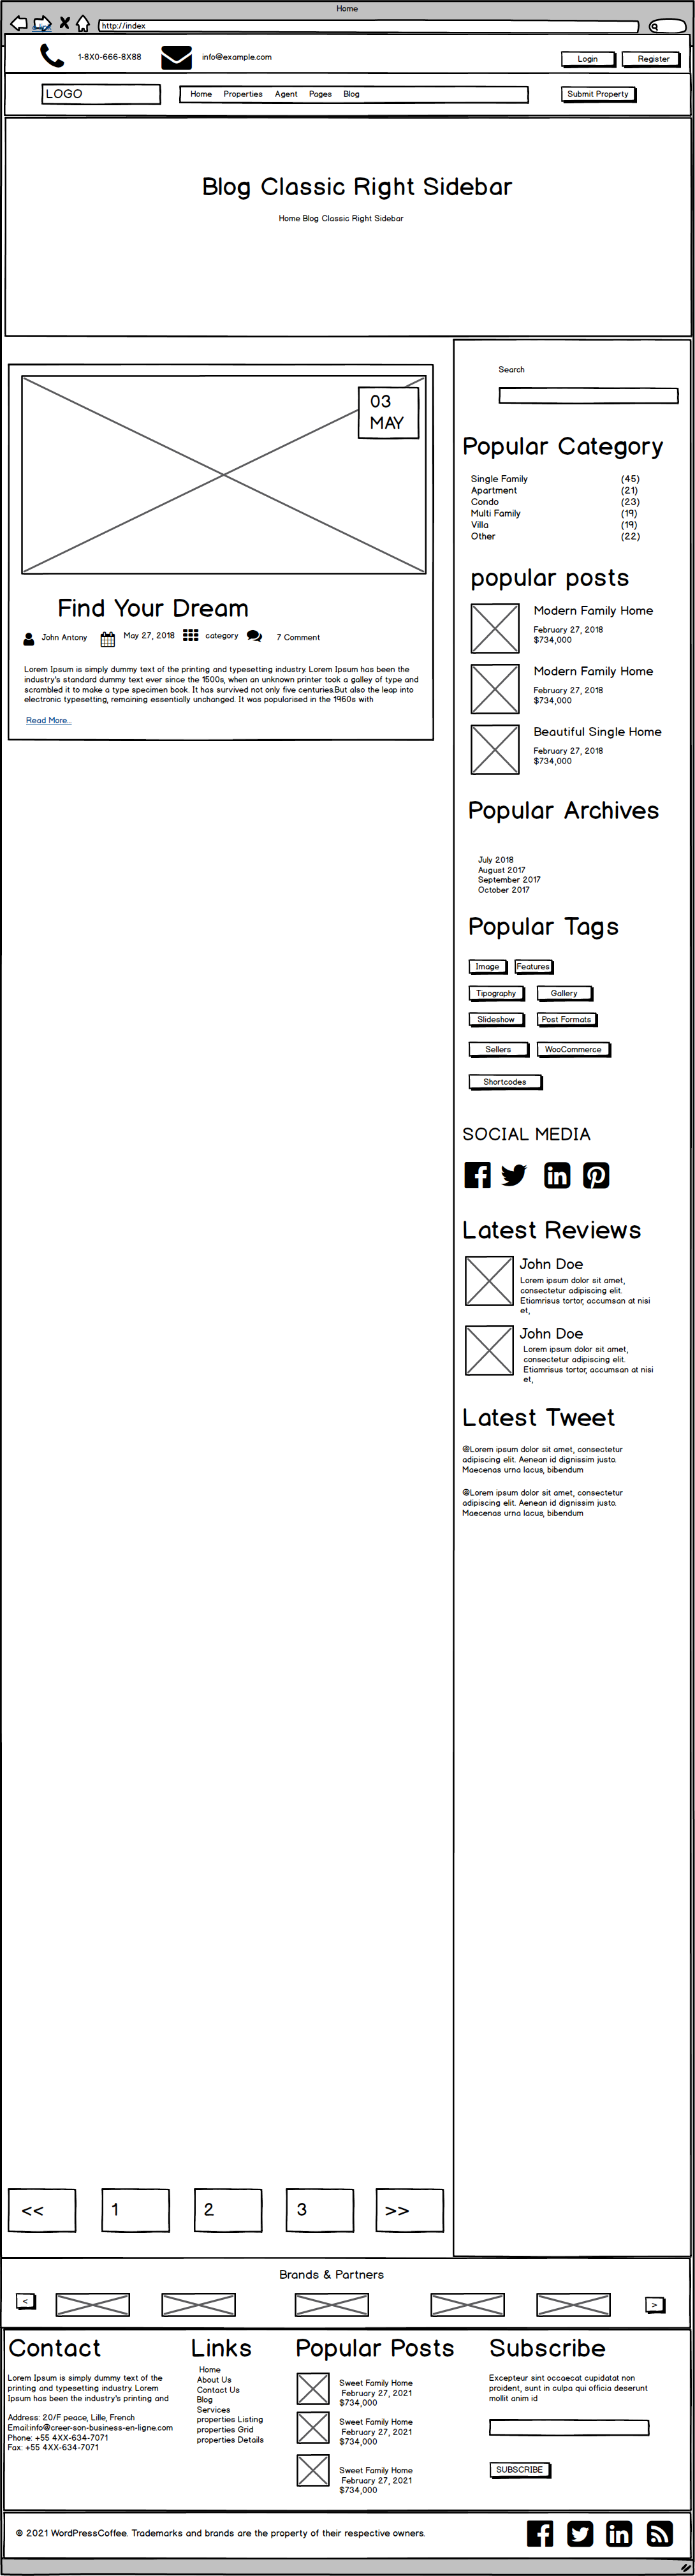 Home
http://index
1-8X0-666-8X88
info@example.com
Login
Register
LOGO
Home Properties Agent Pages Blog
Submit Property
Blog Classic Right Sidebar
Home Blog Classic Right Sidebar
03
MAY
Find Your Dream
John Antony
May 27, 2018
category
7 Comment
Lorem Ipsum is simply dummy text of the printing and typesetting industry. Lorem Ipsum has been the
industry's standard dummy text ever since the 1500s, when an unknown printer took a galley of type and
scrambled it to make a type specimen book. It has survived not only five centuries.But also the leap into
electronic typesetting, remaining essentially unchanged. It was popularised in the 1960s with
Read More...
Search
Popular Category
Single Family (45)
Apartment (21)
Condo (23)
Multi Family (19)
Villa (19)
Other (22)
popular posts
Modern Family Home
February 27, 2018
$734,000
Modern Family Home
February 27, 2018
$734,000
Beautiful Single Home
February 27, 2018
$734,000
Popular Archives
July 2018
August 2017
September 2017
October 2017
Popular Tags
Image Features
Tipography Gallery
Slideshow Post Formats
Sellers WooCommerce
Shortcodes
SOCIAL MEDIA
Latest Reviews
John Doe
Lorem ipsum dolor sit amet,
consectetur adipiscing elit.
Etiamrisus tortor, accumsan at nisi
et,
John Doe
Lorem ipsum dolor sit amet,
consectetur adipiscing elit.
Etiamrisus tortor, accumsan at nisi
et,
Latest Tweet
@Lorem ipsum dolor sit amet, consectetur
adipiscing elit. Aenean id dignissim justo.
Maecenas urna lacus, bibendum
@Lorem ipsum dolor sit amet, consectetur
adipiscing elit. Aenean id dignissim justo.
Maecenas urna lacus, bibendum
<< 1 2 3 >>
Brands & Partners
<
>
Contact
Lorem Ipsum is simply dummy text of the
printing and typesetting industry. Lorem
Ipsum has been the industry's printing and
Address: 20/F peace, Lille, French
Email:info@creer-son-business-en-ligne.com
Phone: +55 4XX-634-7071
Fax: +55 4XX-634-7071
Links
Home
About Us
Contact Us
Blog
Services
properties Listing
properties Grid
properties Details
Popular Posts
Sweet Family Home
February 27, 2021
$734,000
Sweet Family Home
February 27, 2021
$734,000
Sweet Family Home
February 27, 2021
$734,000
Subscribe
Excepteur sint occaecat cupidatat non
proident, sunt in culpa qui officia deserunt
mollit anim id
SUBSCRIBE
© 2021 WordPressCoffee. Trademarks and brands are the property of their respective owners.